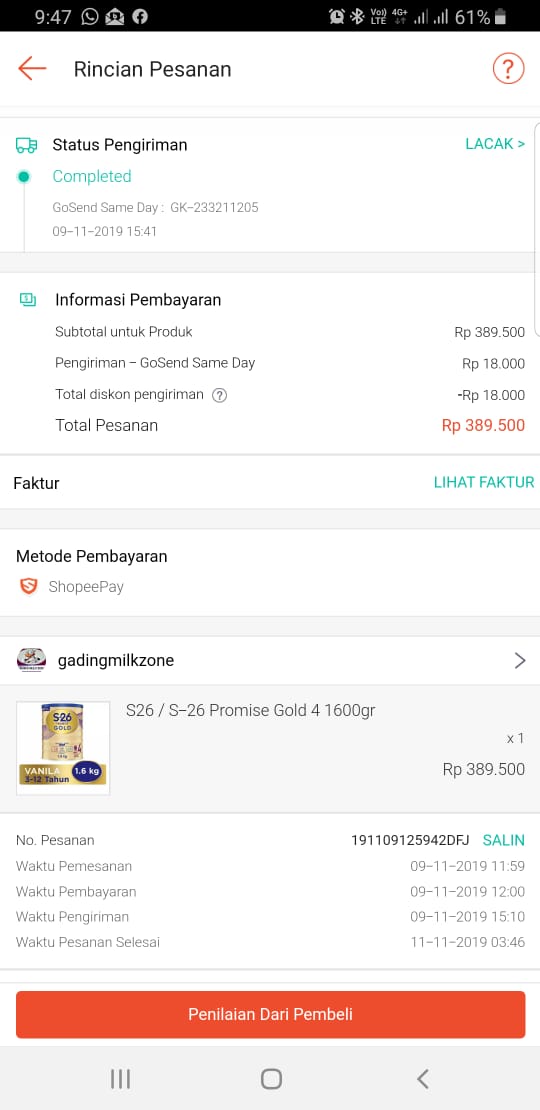 9:47 Vo)) LTE 4G+ 61%
Rincian Pesanan ?
Status Pengiriman LACAK >
Completed
GoSend Same Day : GK-233211205
09-11-2019 15:41
Informasi Pembayaran
Subtotal untuk Produk Rp 389.500
Pengiriman - GoSend Same Day Rp 18.000
Total diskon pengiriman ? -Rp 18.000
Total Pesanan Rp 389.500
Faktur LIHAT FAKTUR
Metode Pembayaran
ShopeePay
gadingmilkzone
S26 / S-26 Promise Gold 4 1600gr
x 1
Rp 389.500
S-26
GOLD
VANILA 1.6 kg
3-12 Tahun
No. Pesanan 191109125942DFJ SALIN
Waktu Pemesanan 09-11-2019 11:59
Waktu Pembayaran 09-11-2019 12:00
Waktu Pengiriman 09-11-2019 15:10
Waktu Pesanan Selesai 11-11-2019 03:46
Penilaian Dari Pembeli